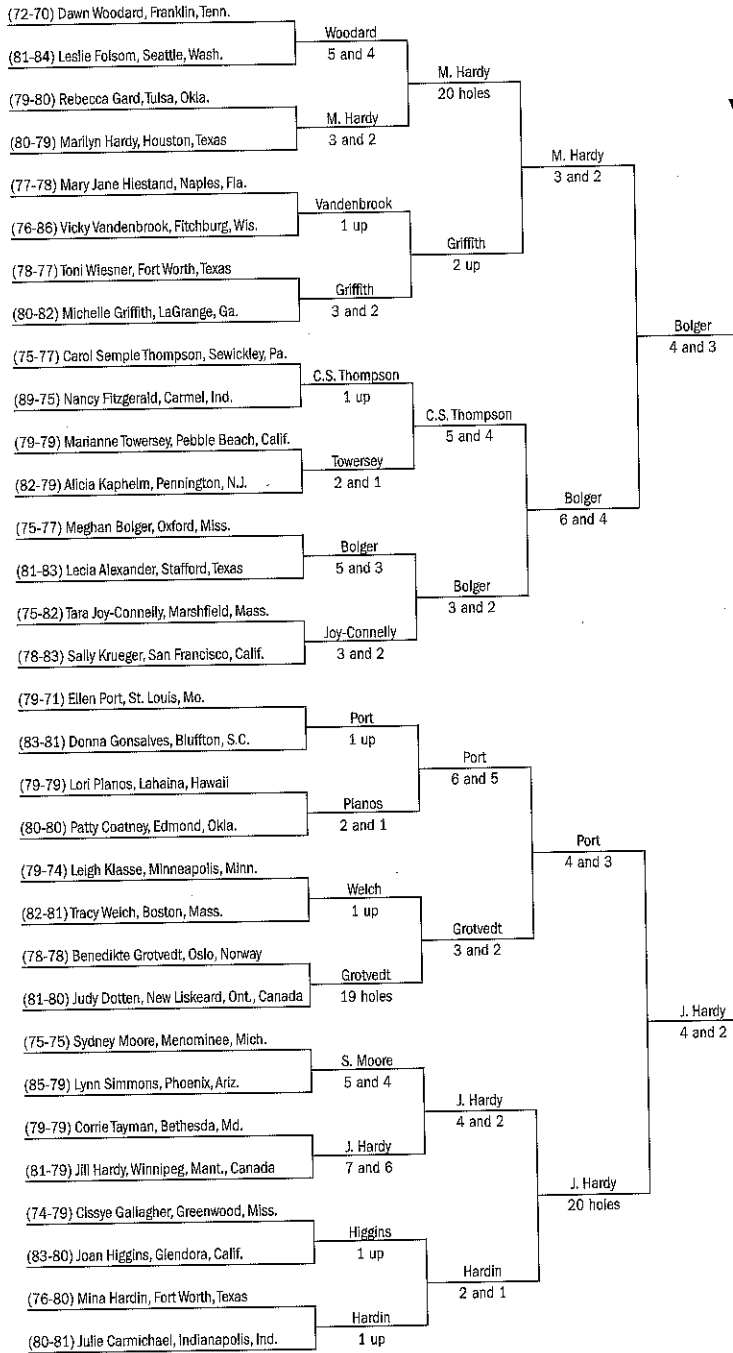 (72-70) Dawn Woodard, Franklin, Tenn.
(81-84) Leslie Folsom, Seattle, Wash.
(79-80) Rebecca Gard, Tulsa, Okla.
(80-79) Marilyn Hardy, Houston, Texas
(77-78) Mary Jane Hiestand, Naples, Fla.
(76-86) Vicky Vandenbrook, Fitchburg, Wis.
(78-77) Toni Wiesner, Fort Worth, Texas
(80-82) Michelle Griffith, LaGrange, Ga.
(75-77) Carol Semple Thompson, Sewickley, Pa.
(89-75) Nancy Fitzgerald, Carmel, Ind.
(79-79) Marianne Towersey, Pebble Beach, Calif.
(82-79) Alicia Kaphelm, Pennington, N.J.
(75-77) Meghan Bolger, Oxford, Miss.
(81-83) Lecia Alexander, Stafford, Texas
(75-82) Tara Joy-Connelly, Marshfield, Mass.
(78-83) Sally Krueger, San Francisco, Calif.
(79-71) Ellen Port, St. Louis, Mo.
(83-81) Donna Gonsalves, Bluffton, S.C.
(79-79) Lori Planos, Lahaina, Hawaii
(80-80) Patty Coatney, Edmond, Okla.
(79-74) Leigh Klasse, Minneapolis, Minn.
(82-81) Tracy Welch, Boston, Mass.
(78-78) Benedikte Grotvedt, Oslo, Norway
(81-80) Judy Dotten, New Liskeard, Ont., Canada
(75-75) Sydney Moore, Menominee, Mich.
(85-79) Lynn Simmons, Phoenix, Ariz.
(79-79) Corrie Tayman, Bethesda, Md.
(81-79) Jill Hardy, Winnipeg, Mant., Canada
(74-79) Cissye Gallagher, Greenwood, Miss.
(83-80) Joan Higgins, Glendora, Calif.
(76-80) Mina Hardin, Fort Worth, Texas
(80-81) Julie Carmichael, Indianapolis, Ind.
Woodard
5 and 4
M. Hardy
3 and 2
Vandenbrook
1 up
Griffith
3 and 2
C.S. Thompson
1 up
Towersey
2 and 1
Bolger
5 and 3
Joy-Connelly
3 and 2
Port
1 up
Planos
2 and 1
Welch
1 up
Grotvedt
19 holes
S. Moore
5 and 4
J. Hardy
7 and 6
Higgins
1 up
Hardin
1 up
M. Hardy
20 holes
Griffith
2 up
C.S. Thompson
5 and 4
Bolger
3 and 2
Port
6 and 5
Grotvedt
3 and 2
J. Hardy
4 and 2
Hardin
2 and 1
M. Hardy
3 and 2
Bolger
6 and 4
Port
4 and 3
J. Hardy
20 holes
Bolger
4 and 3
J. Hardy
4 and 2